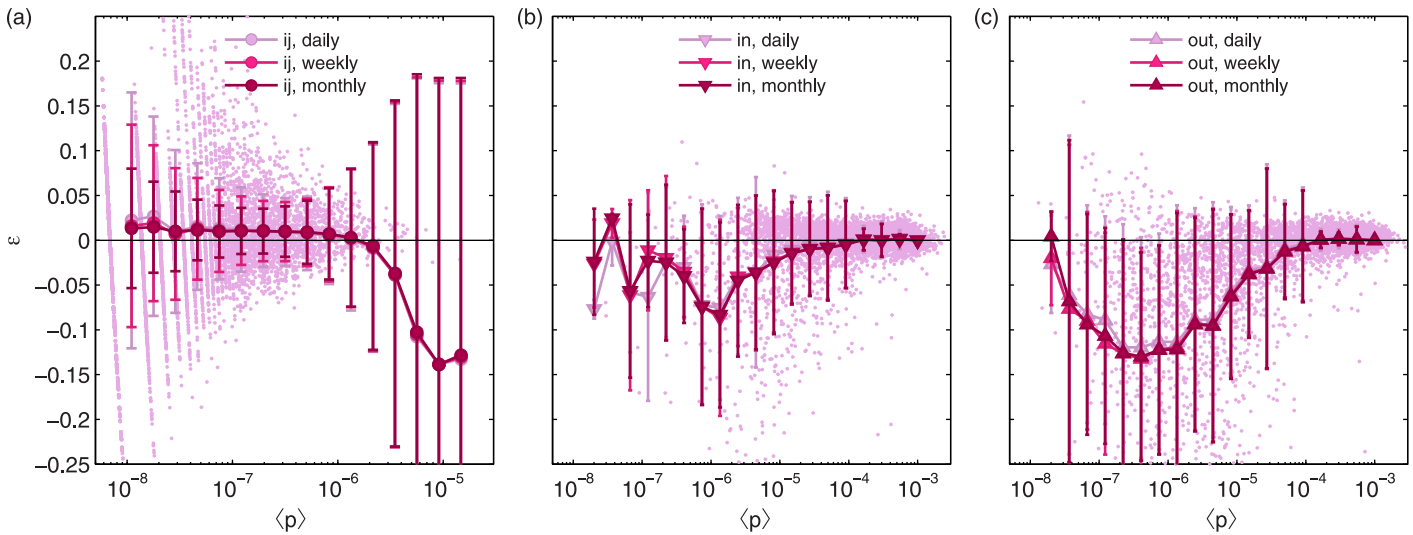 (a)
ij, daily
ij, weekly
ij, monthly
0.2
0.15
0.1
0.05
0
−0.05
−0.1
−0.15
−0.2
−0.25
ε
10⁻⁸ 10⁻⁷ 10⁻⁶ 10⁻⁵
⟨p⟩
(b)
in, daily
in, weekly
in, monthly
10⁻⁸ 10⁻⁷ 10⁻⁶ 10⁻⁵ 10⁻⁴ 10⁻³
⟨p⟩
(c)
out, daily
out, weekly
out, monthly
10⁻⁸ 10⁻⁷ 10⁻⁶ 10⁻⁵ 10⁻⁴ 10⁻³
⟨p⟩